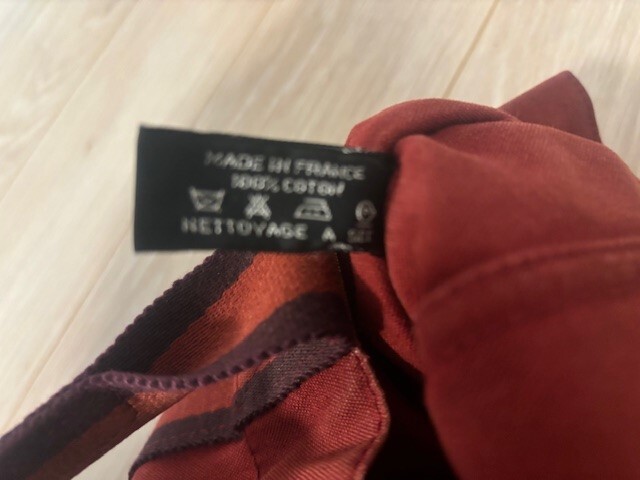 MADE IN FRANCE
100% COTON
P
NETTOYAGE A